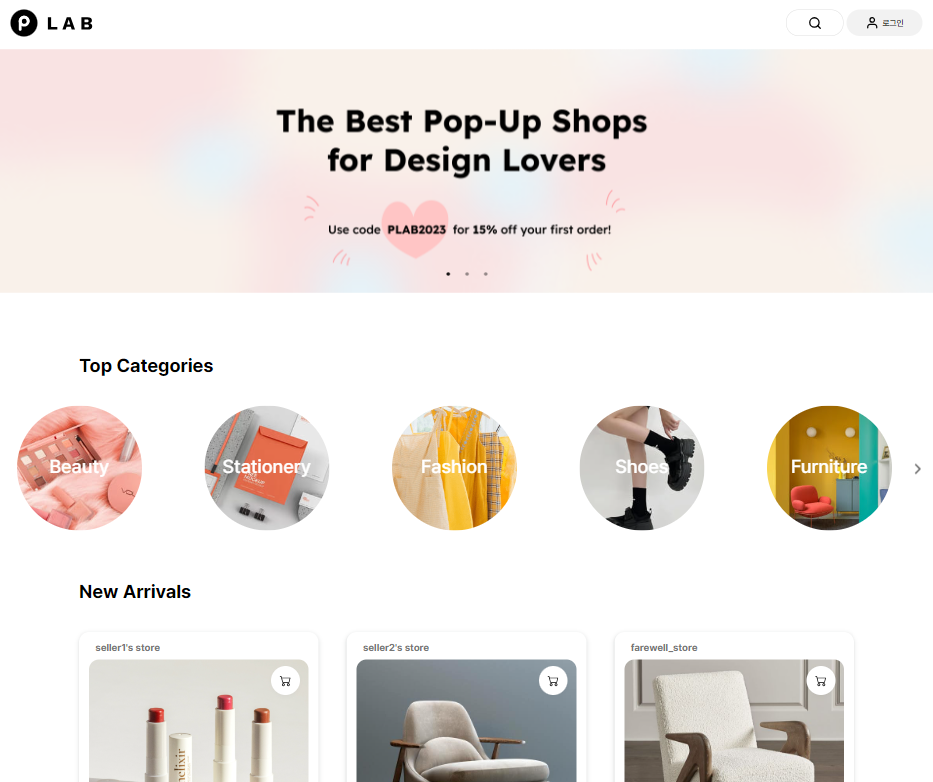 P LAB
로그인
The Best Pop-Up Shops
for Design Lovers
Use code PLAB2023 for 15% off your first order!
Top Categories
Beauty
Stationery
Fashion
Shoes
Furniture
New Arrivals
seller1's store
seller2's store
farewell_store